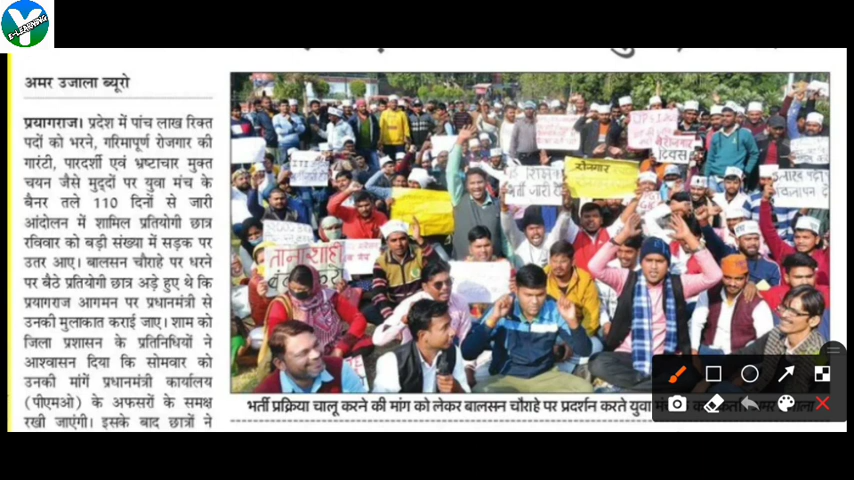 E-LEARNING
अमर उजाला ब्यूरो
प्रयागराज। प्रदेश में पांच लाख रिक्त
पदों को भरने, गरिमापूर्ण रोजगार की
गारंटी, पारदर्शी एवं भ्रष्टाचार मुक्त
चयन जैसे मुद्दों पर युवा मंच के
बैनर तले 110 दिनों से जारी
आंदोलन में शामिल प्रतियोगी छात्र
रविवार को बड़ी संख्या में सड़क पर
उतर आए। बालसन चौराहे पर धरने
पर बैठे प्रतियोगी छात्र अड़े हुए थे कि
प्रयागराज आगमन पर प्रधानमंत्री से
उनकी मुलाकात कराई जाए। शाम को
जिला प्रशासन के प्रतिनिधियों ने
आश्वासन दिया कि सोमवार को
उनकी मांगें प्रधानमंत्री कार्यालय
(पीएमओ) के अफसरों के समक्ष
रखी जाएंगी। इसके बाद छात्रों ने
रोजगार
दिवस
तानाशाही
भर्ती प्रक्रिया चालू करने की मांग को लेकर बालसन चौराहे पर प्रदर्शन करते युवा